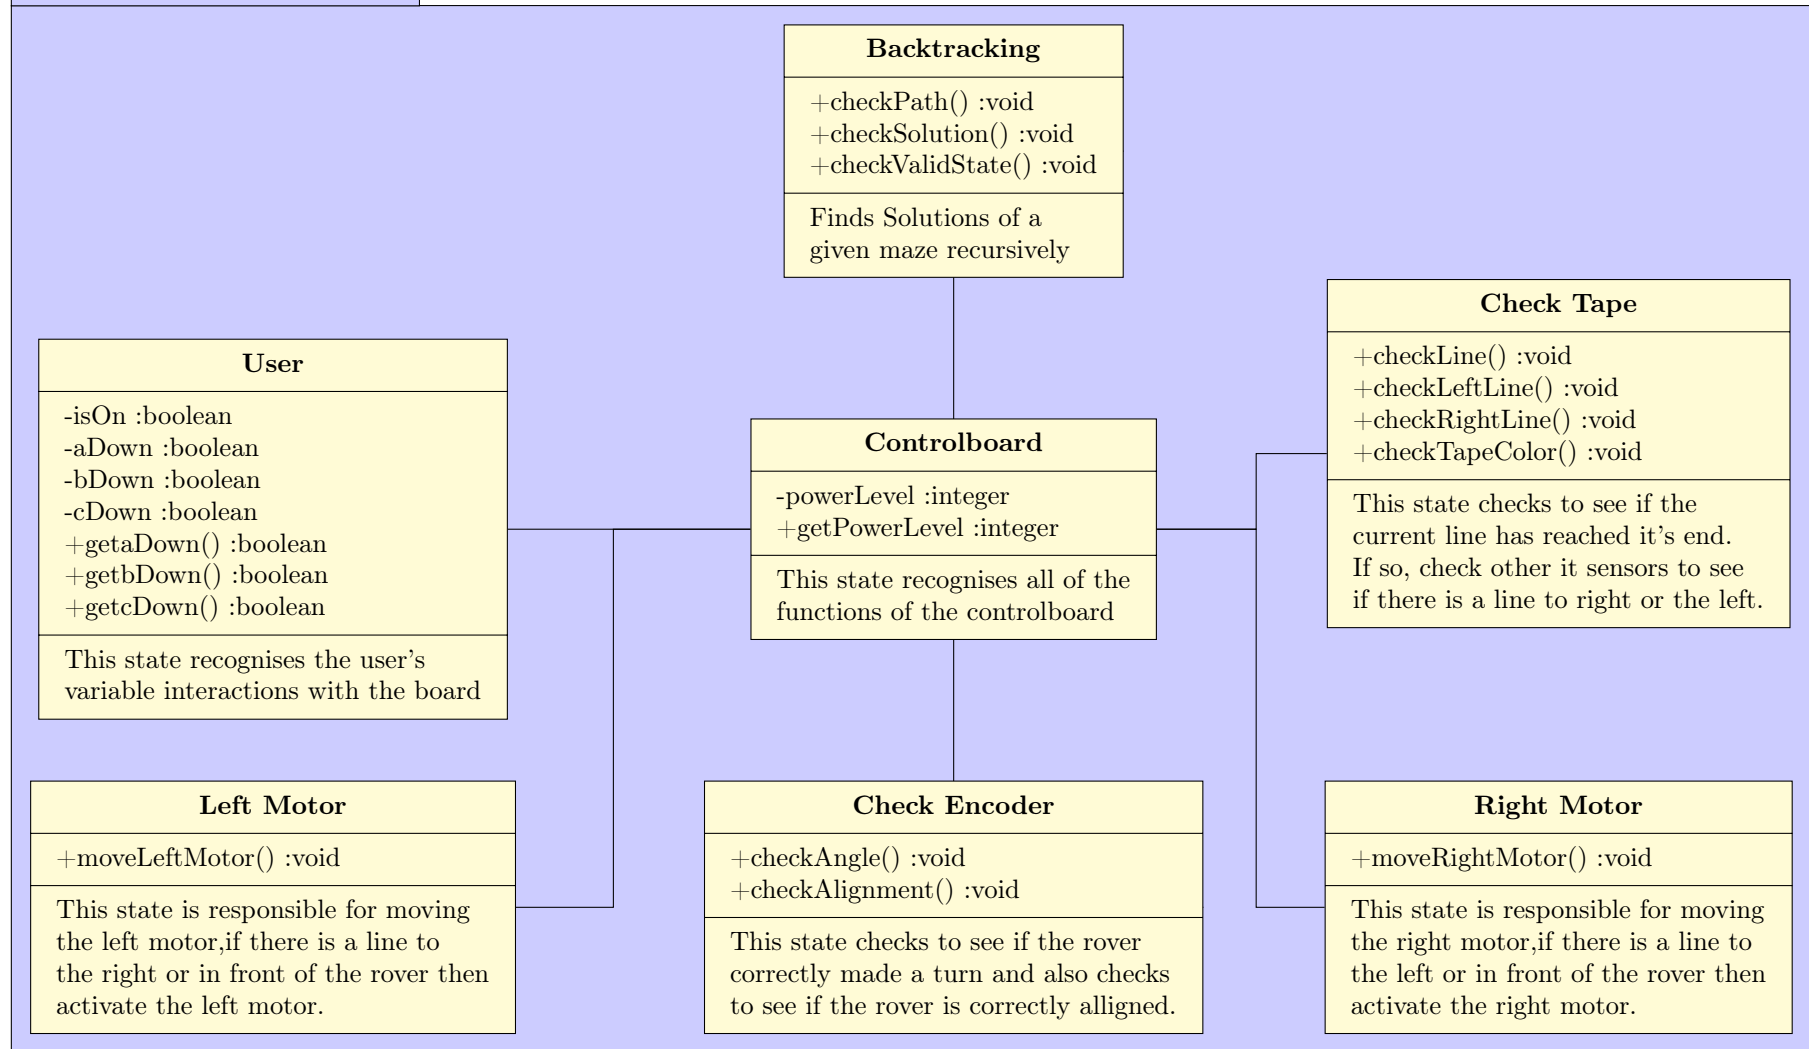 Backtracking
+checkPath() :void
+checkSolution() :void
+checkValidState() :void
Finds Solutions of a
given maze recursively
Check Tape
+checkLine() :void
+checkLeftLine() :void
+checkRightLine() :void
+checkTapeColor() :void
This state checks to see if the
current line has reached it's end.
If so, check other it sensors to see
if there is a line to right or the left.
User
-isOn :boolean
-aDown :boolean
-bDown :boolean
-cDown :boolean
+getaDown() :boolean
+getbDown() :boolean
+getcDown() :boolean
This state recognises the user's
variable interactions with the board
Controlboard
-powerLevel :integer
+getPowerLevel :integer
This state recognises all of the
functions of the controlboard
Left Motor
+moveLeftMotor() :void
This state is responsible for moving
the left motor,if there is a line to
the right or in front of the rover then
activate the left motor.
Check Encoder
+checkAngle() :void
+checkAlignment() :void
This state checks to see if the rover
correctly made a turn and also checks
to see if the rover is correctly alligned.
Right Motor
+moveRightMotor() :void
This state is responsible for moving
the right motor,if there is a line to
the left or in front of the rover then
activate the right motor.